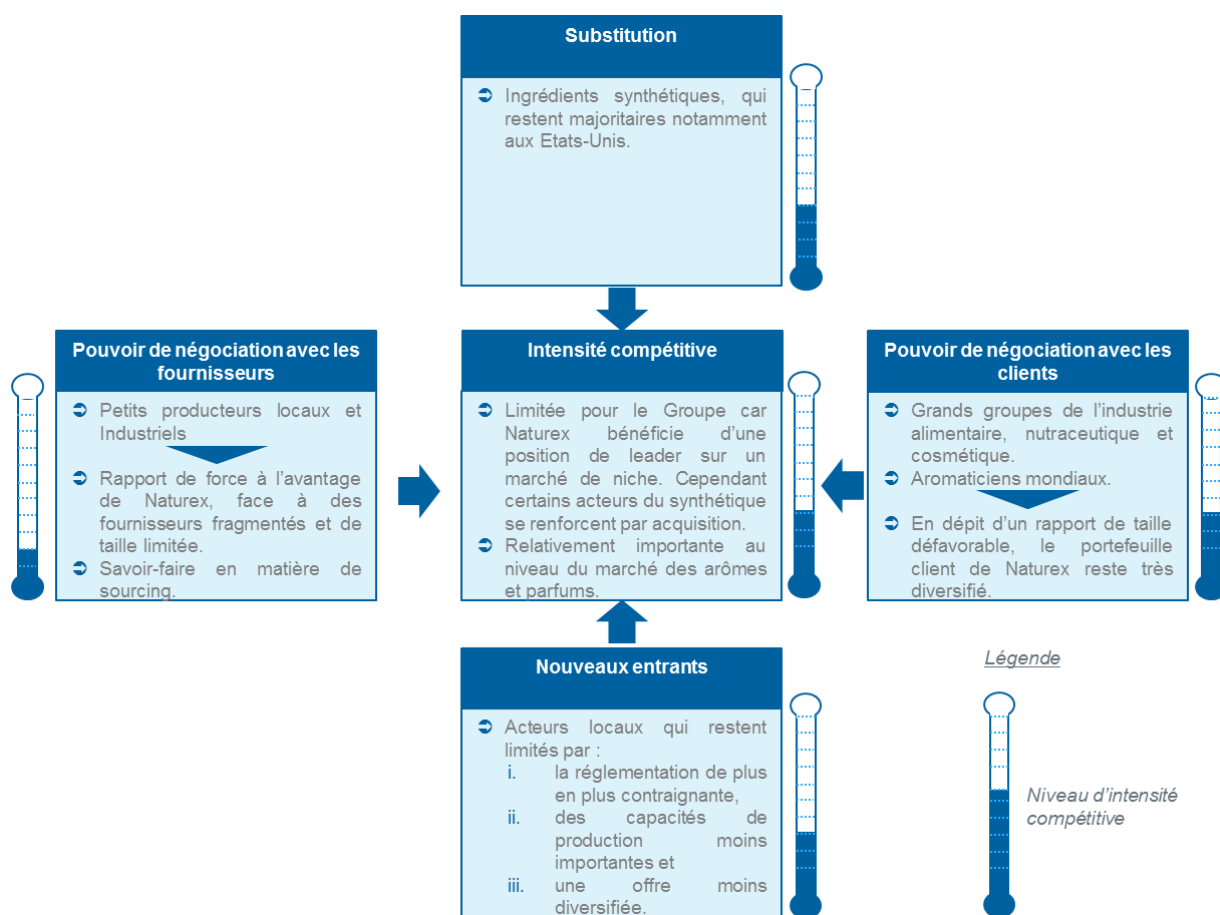 Substitution
Ingrédients synthétiques, qui
restent majoritaires notamment
aux Etats-Unis.
Pouvoir de négociation avec les
fournisseurs
Petits producteurs locaux et
Industriels
Rapport de force à l'avantage
de Naturex, face à des
fournisseurs fragmentés et de
taille limitée.
Savoir-faire en matière de
sourcing.
Intensité compétitive
Limitée pour le Groupe car
Naturex bénéficie d'une
position de leader sur un
marché de niche. Cependant
certains acteurs du synthétique
se renforcent par acquisition.
Relativement importante au
niveau du marché des arômes
et parfums.
Pouvoir de négociation avec les
clients
Grands groupes de l'industrie
alimentaire, nutraceutique et
cosmétique.
Aromaticiens mondiaux.
En dépit d'un rapport de taille
défavorable, le portefeuille
client de Naturex reste très
diversifié.
Nouveaux entrants
Acteurs locaux qui restent
limités par :
i. la réglementation de plus
en plus contraignante,
ii. des capacités de
production moins
importantes et
iii. une offre moins
diversifiée.
Légende
Niveau d'intensité
compétitive